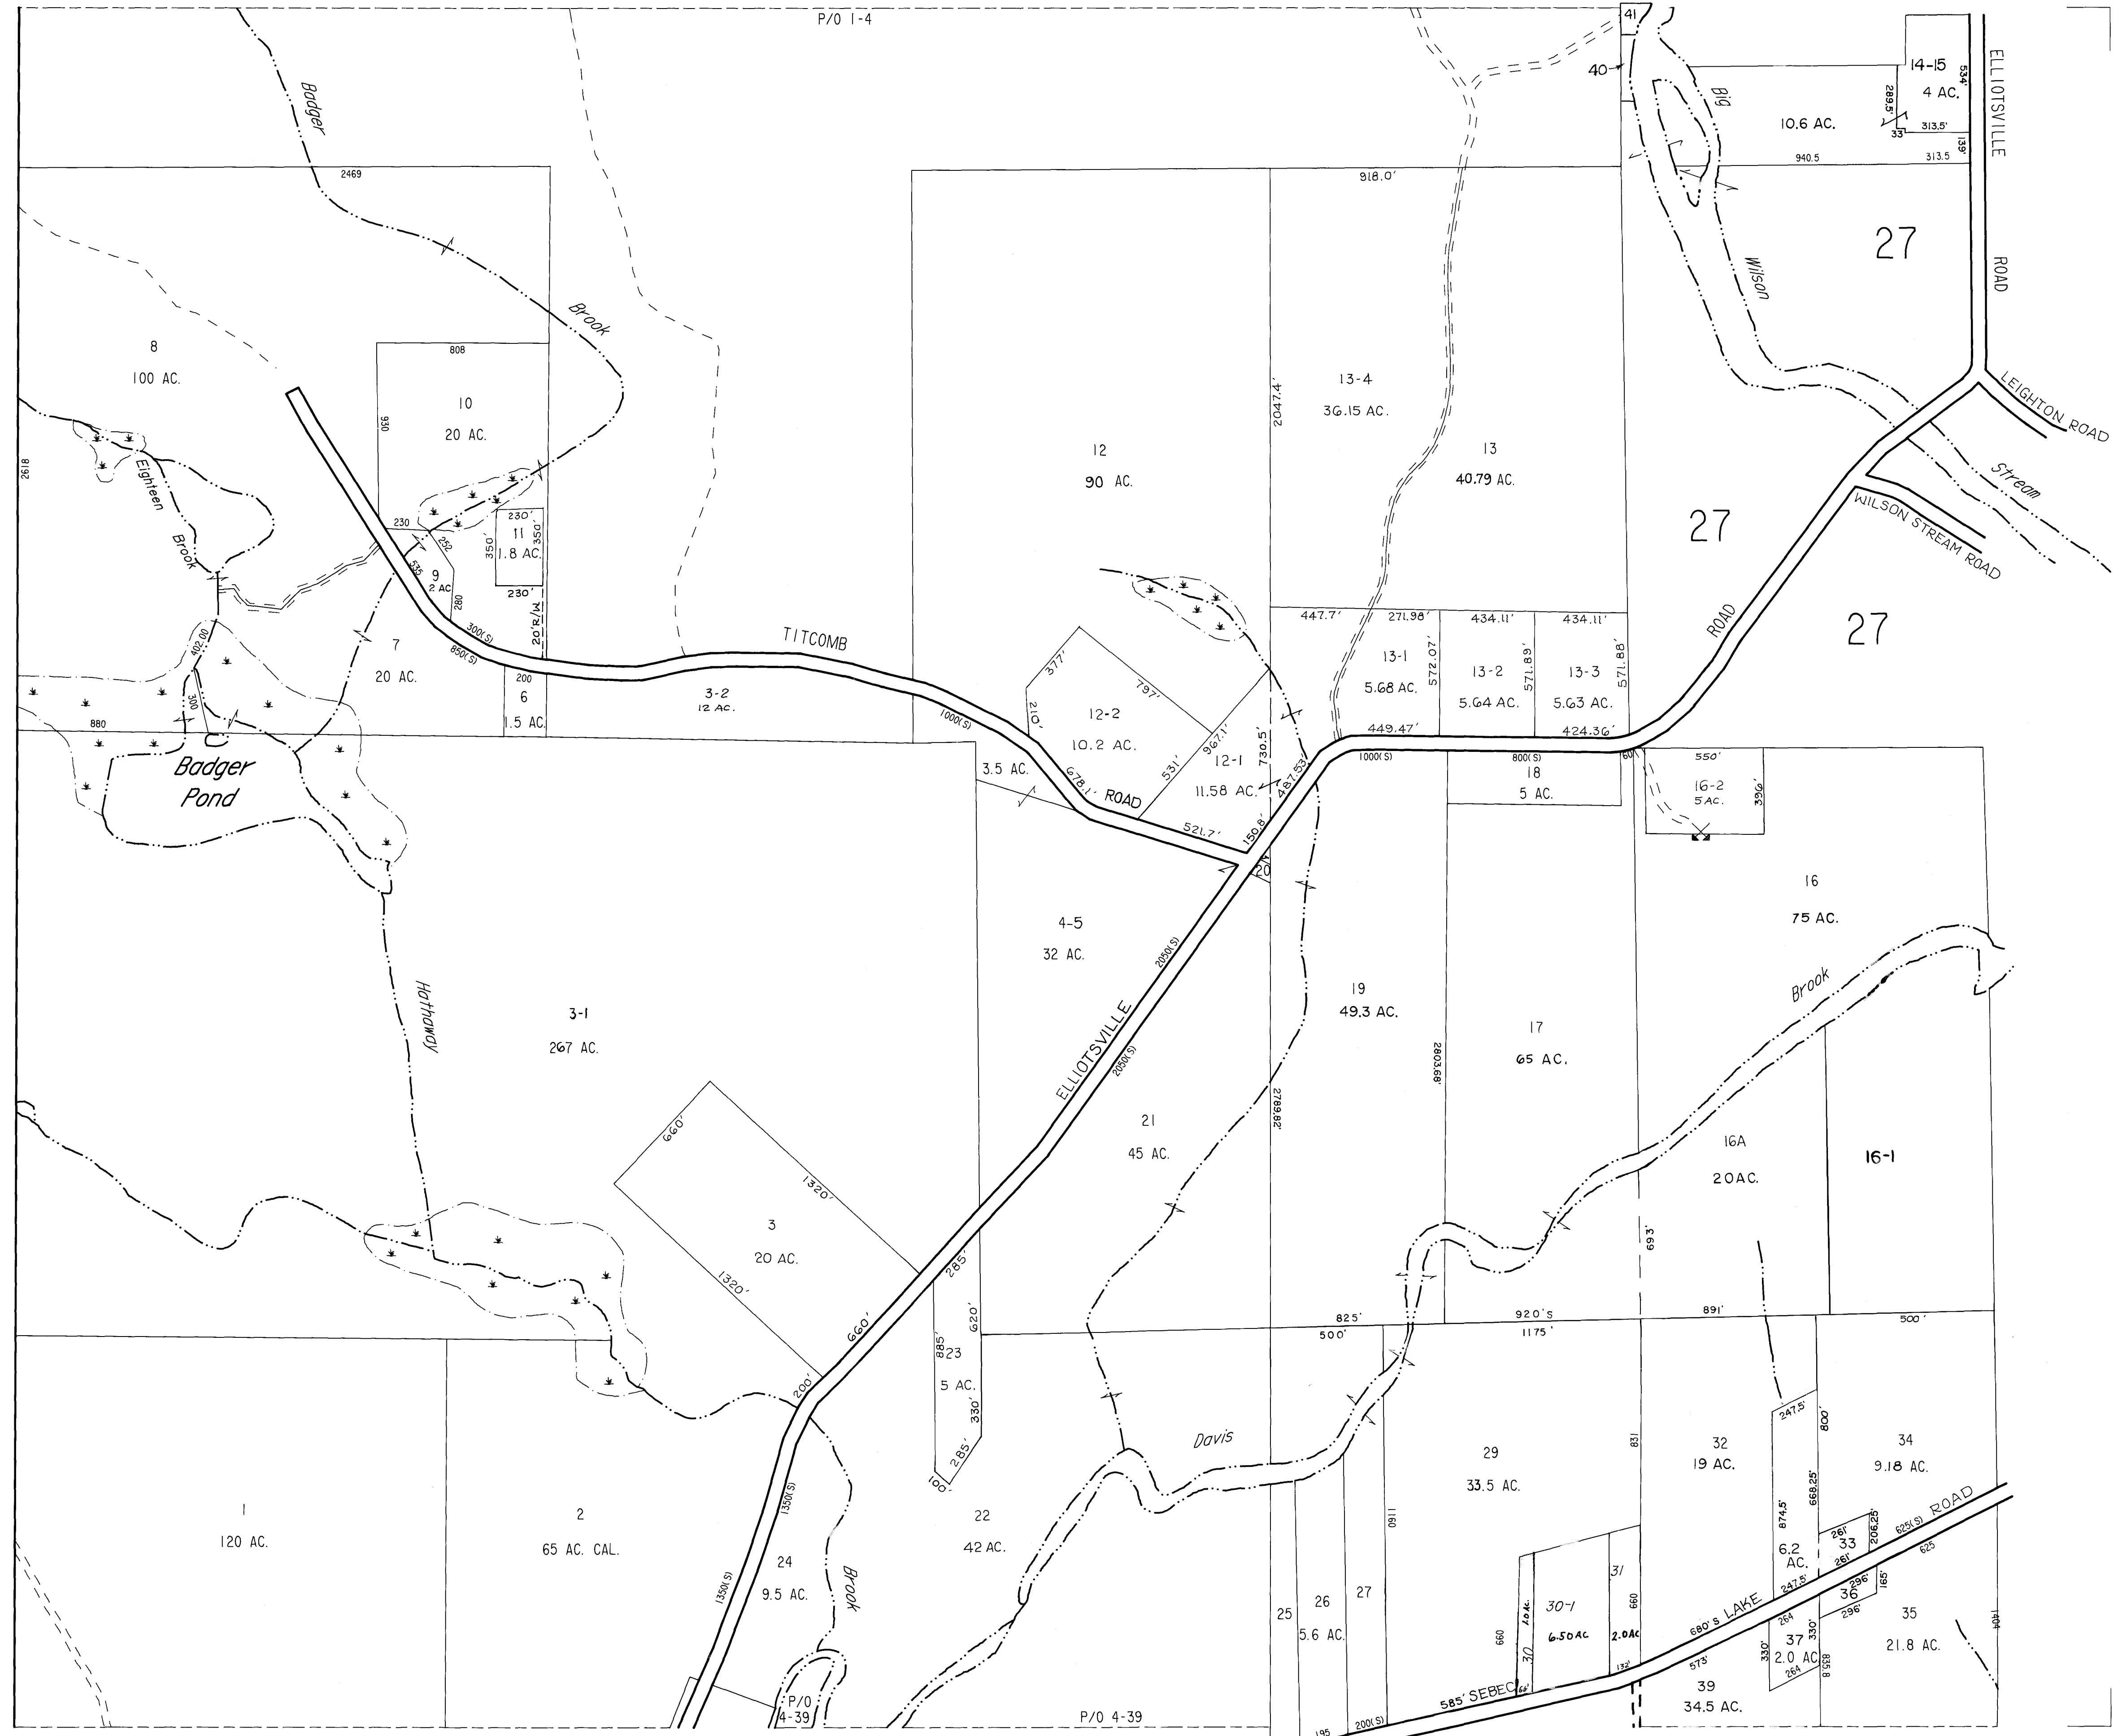 P/O 1-4
41
40
Badger
Brook
Big
Wilson
Stream
14-15
534'
4 AC.
289.5'
33
313.5'
139'
10.6 AC.
940.5
313.5
ELLIOTSVILLE
ROAD
27
LEIGHTON ROAD
WILSON STREAM ROAD
27
27
2469
8
100 AC.
2618
808
10
20 AC.
930
Eighteen
Brook
230
252
535
9
2 AC
280
230'
11
350'
350'
1.8 AC.
230'
20' R/W
300(S)
850(S)
402.00
300
7
20 AC.
880
200
6
1.5 AC.
3-2
12 AC.
TITCOMB
1000(S)
Badger
Pond
12
90 AC.
918.0'
2047.4'
13-4
36.15 AC.
13
40.79 AC.
447.7'
271.98'
434.11'
434.11'
13-1
5.68 AC.
572.07'
13-2
5.64 AC.
571.89'
13-3
5.63 AC.
571.88'
449.47'
424.36'
ROAD
377'
797'
210'
12-2
10.2 AC.
967.1'
531'
12-1
11.58 AC.
730.5'
487.53'
678.1'
ROAD
521.7'
150.8'
3.5 AC.
20
1000(S)
800(S)
60'
18
5 AC.
550'
16-2
5 AC.
396'
16
75 AC.
Brook
4-5
32 AC.
2050(S)
ELLIOTSVILLE
2050(S)
19
49.3 AC.
17
65 AC.
2803.68'
2789.82'
Hathaway
3-1
267 AC.
660'
1320'
3
20 AC.
1320'
660'
200'
285'
21
45 AC.
16A
20 AC.
16-1
693'
620'
885'
23
5 AC.
330'
285'
100'
825'
920'S
891'
500'
500'
1175'
Davis
1
120 AC.
2
65 AC. CAL.
1350(S)
1350(S)
24
9.5 AC.
Brook
P/O
4-39
22
42 AC.
P/O 4-39
25
26
5.6 AC.
27
1160
29
33.5 AC.
831
32
19 AC.
247.5'
800'
34
9.18 AC.
874.5'
668.25'
6.2
AC.
261'
33
206.25'
261'
625(S)
ROAD
625
247.5'
296'
36
165'
296'
680'S LAKE
264
37
2.0 AC
330'
330'
264
835.8
35
21.8 AC.
1404
660
30
2.0 AC.
30-1
6.50 AC
31
2.0 AC
660
132'
66'
573'
585' SEBEC
200(S)
195
39
34.5 AC.